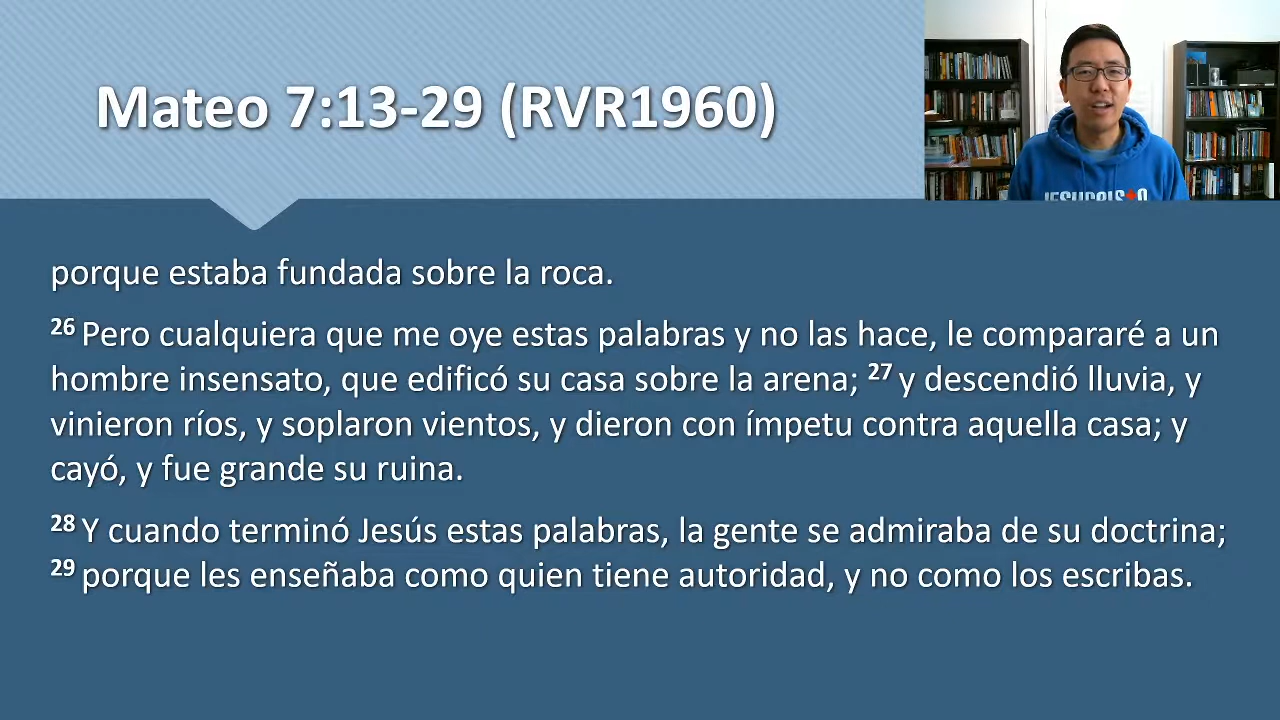 Mateo 7:13-29 (RVR1960)
porque estaba fundada sobre la roca.
26 Pero cualquiera que me oye estas palabras y no las hace, le compararé a un
hombre insensato, que edificó su casa sobre la arena; 27 y descendió lluvia, y
vinieron ríos, y soplaron vientos, y dieron con ímpetu contra aquella casa; y
cayó, y fue grande su ruina.
28 Y cuando terminó Jesús estas palabras, la gente se admiraba de su doctrina;
29 porque les enseñaba como quien tiene autoridad, y no como los escribas.